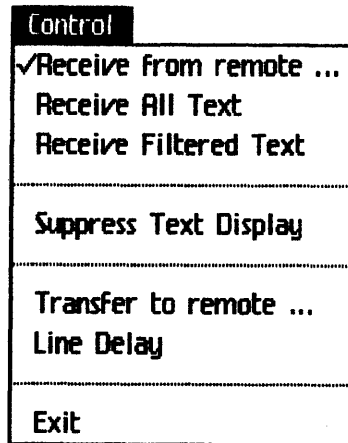 Control
✓Receive from remote ...
Receive All Text
Receive Filtered Text
Suppress Text Display
Transfer to remote ...
Line Delay
Exit